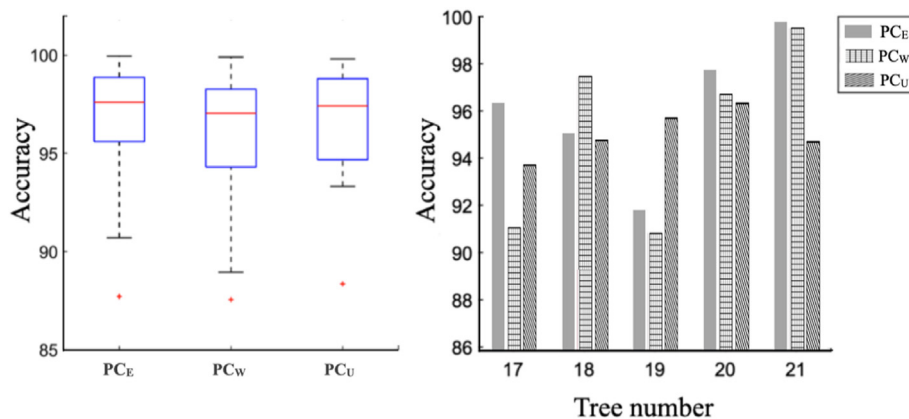 Accuracy
100
95
90
85
PCE
PCW
PCU
Accuracy
100
98
96
94
92
90
88
86
17 18 19 20 21
Tree number
PCE
PCW
PCU